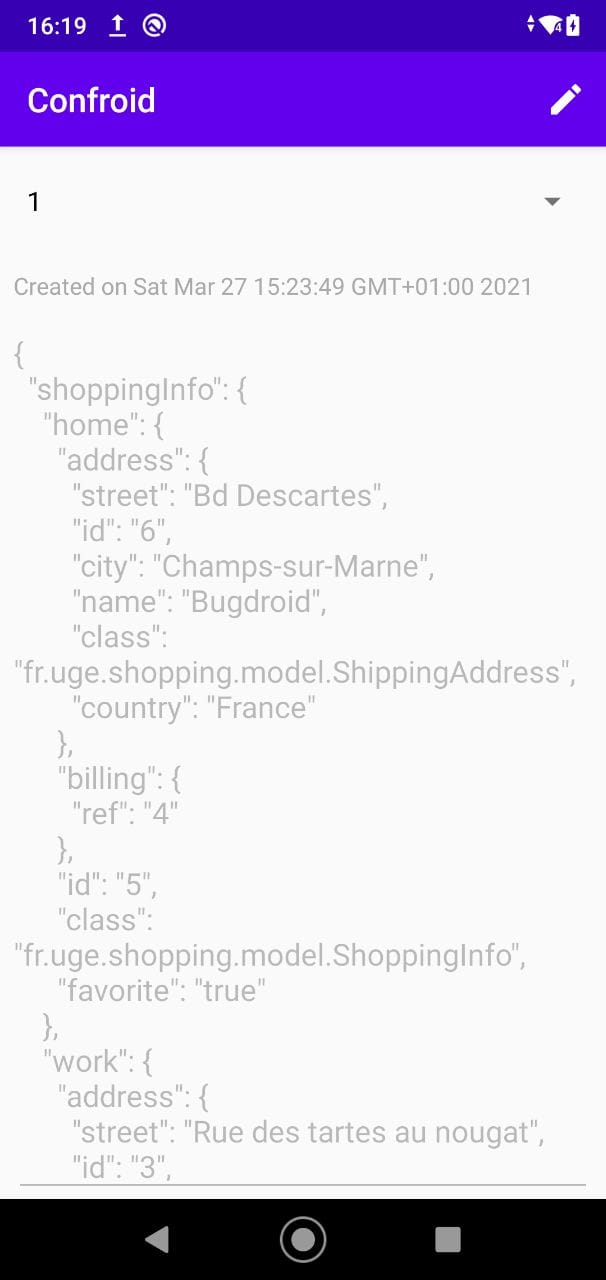 16:19
Confroid
1
Created on Sat Mar 27 15:23:49 GMT+01:00 2021
{
"shoppingInfo": {
"home": {
"address": {
"street": "Bd Descartes",
"id": "6",
"city": "Champs-sur-Marne",
"name": "Bugdroid",
"class":
"fr.uge.shopping.model.ShippingAddress",
"country": "France"
},
"billing": {
"ref": "4"
},
"id": "5",
"class":
"fr.uge.shopping.model.ShoppingInfo",
"favorite": "true"
},
"work": {
"address": {
"street": "Rue des tartes au nougat",
"id": "3",